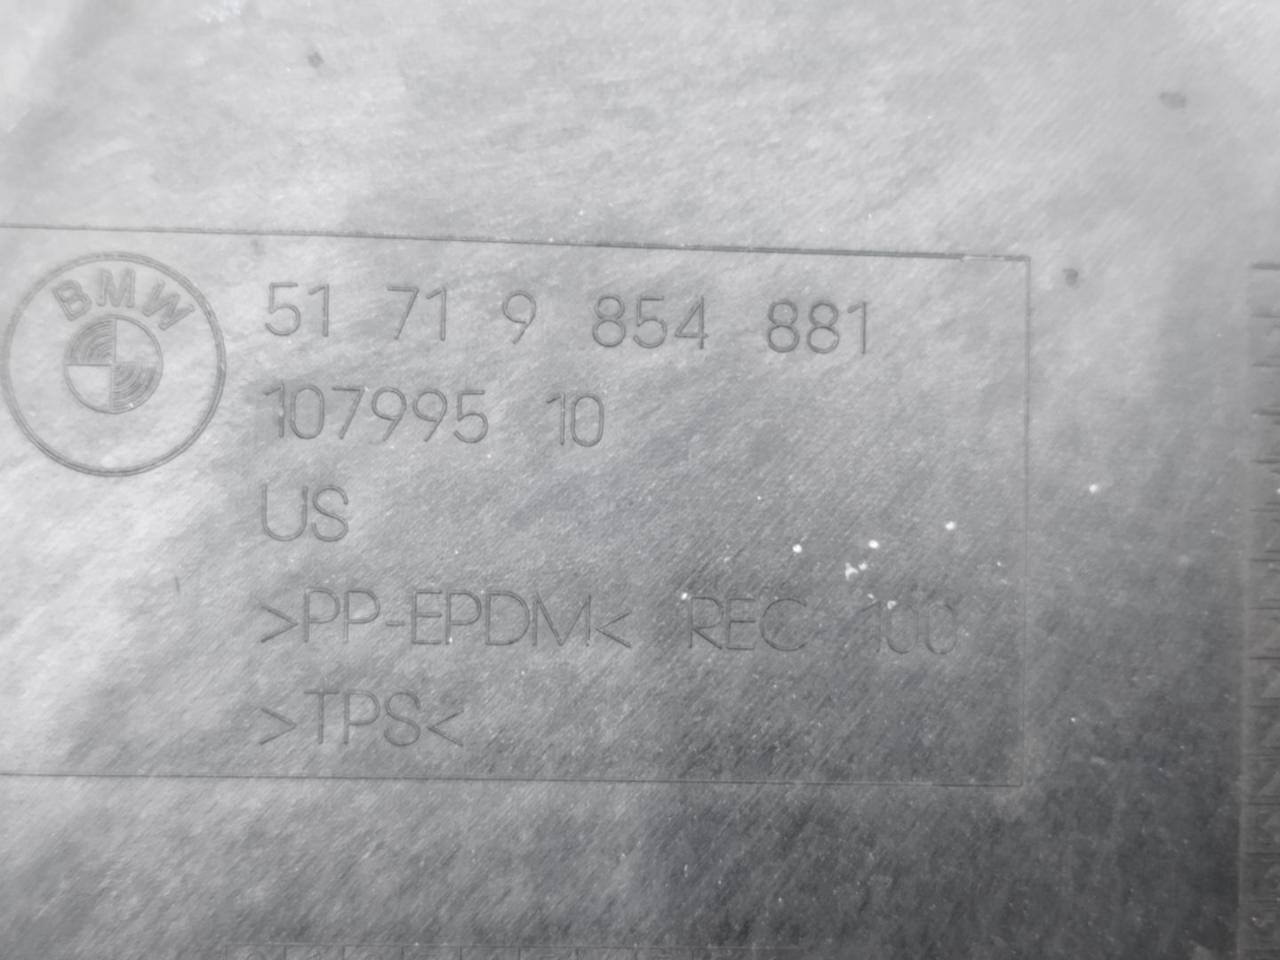 BMW
51 71 9 854 881
107995 10
US
>PP-EPDM< REC 100
>TPS<